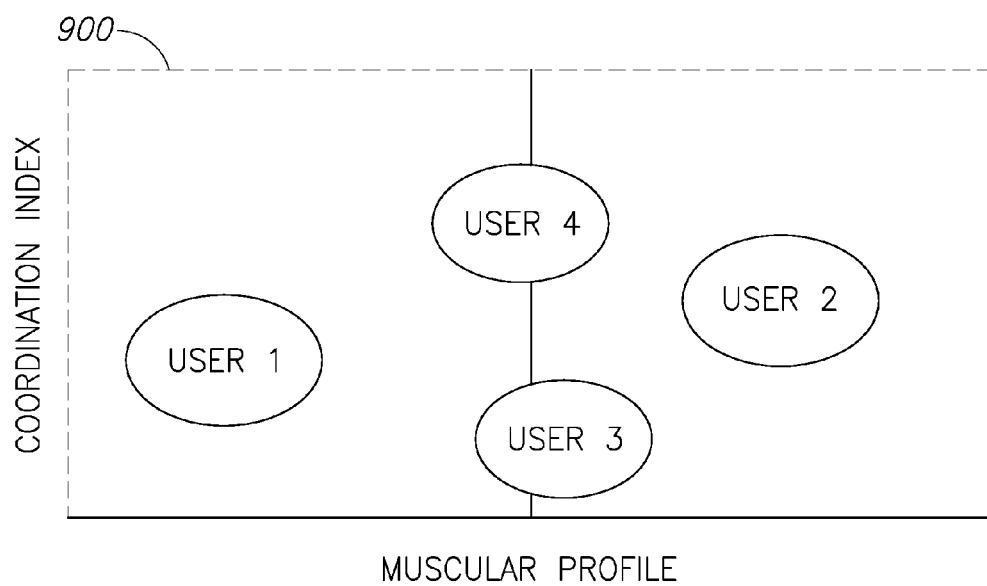 900
COORDINATION INDEX
USER 4
USER 2
USER 1
USER 3
MUSCULAR PROFILE